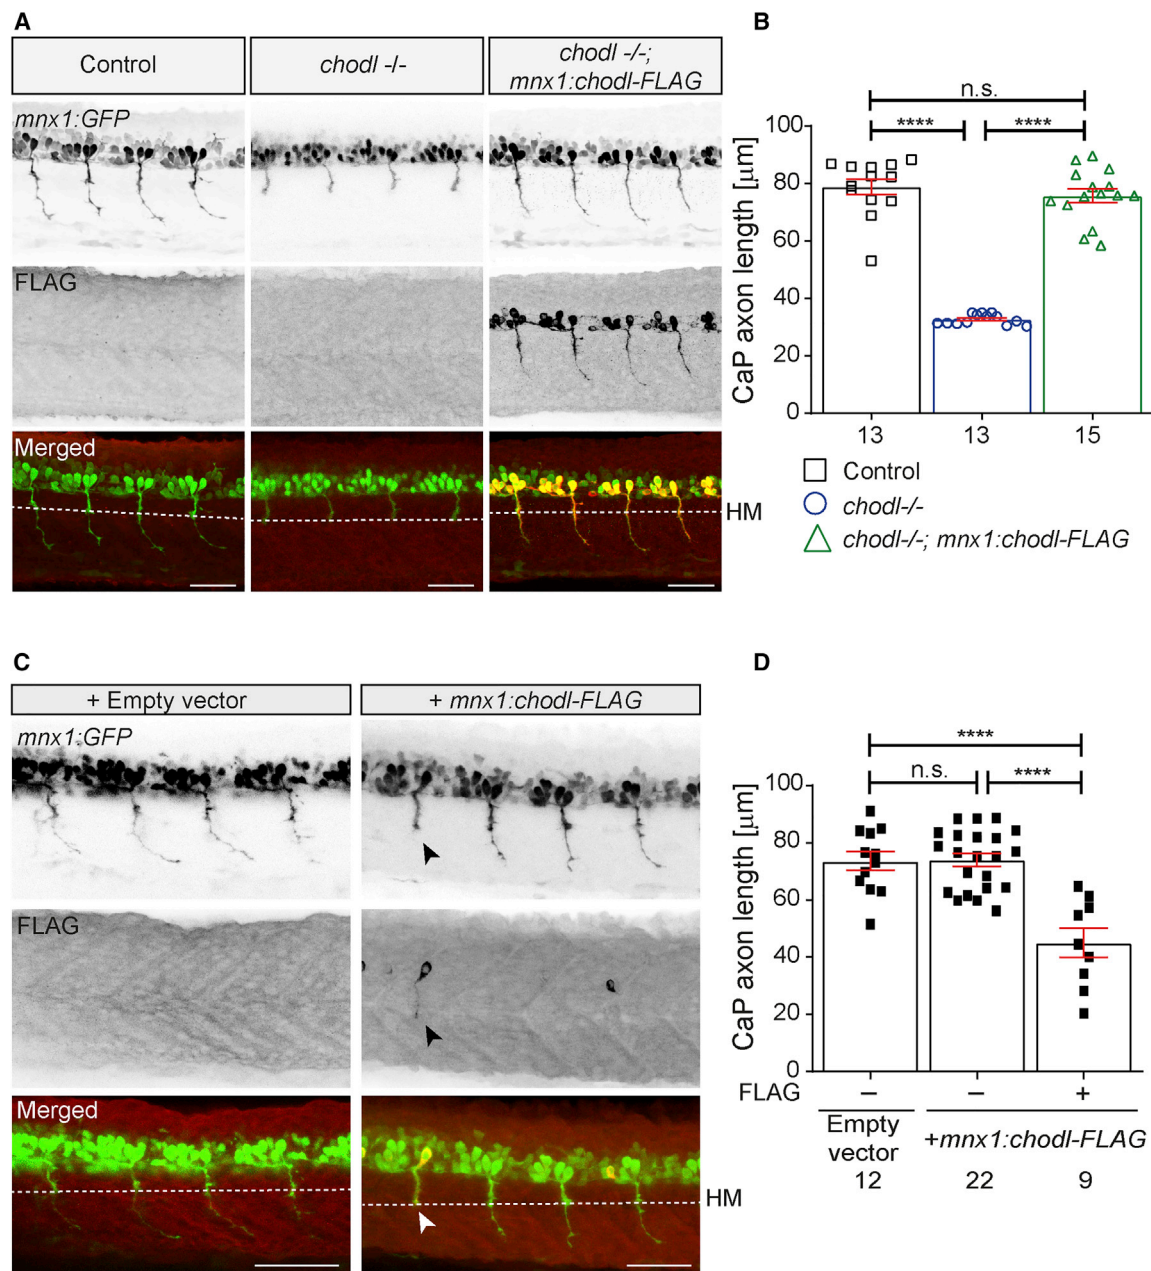 A
Control
chodl -/-
chodl -/-;
mnx1:chodl-FLAG
mnx1:GFP
FLAG
Merged
HM
B
n.s.
****
****
CaP axon length [µm]
100
80
60
40
20
0
13
13
15
Control
chodl-/-
chodl-/-; mnx1:chodl-FLAG
C
+ Empty vector
+ mnx1:chodl-FLAG
mnx1:GFP
FLAG
Merged
HM
D
****
n.s.
****
CaP axon length [µm]
100
80
60
40
20
0
FLAG
–
–
+
Empty
vector
+mnx1:chodl-FLAG
12
22
9